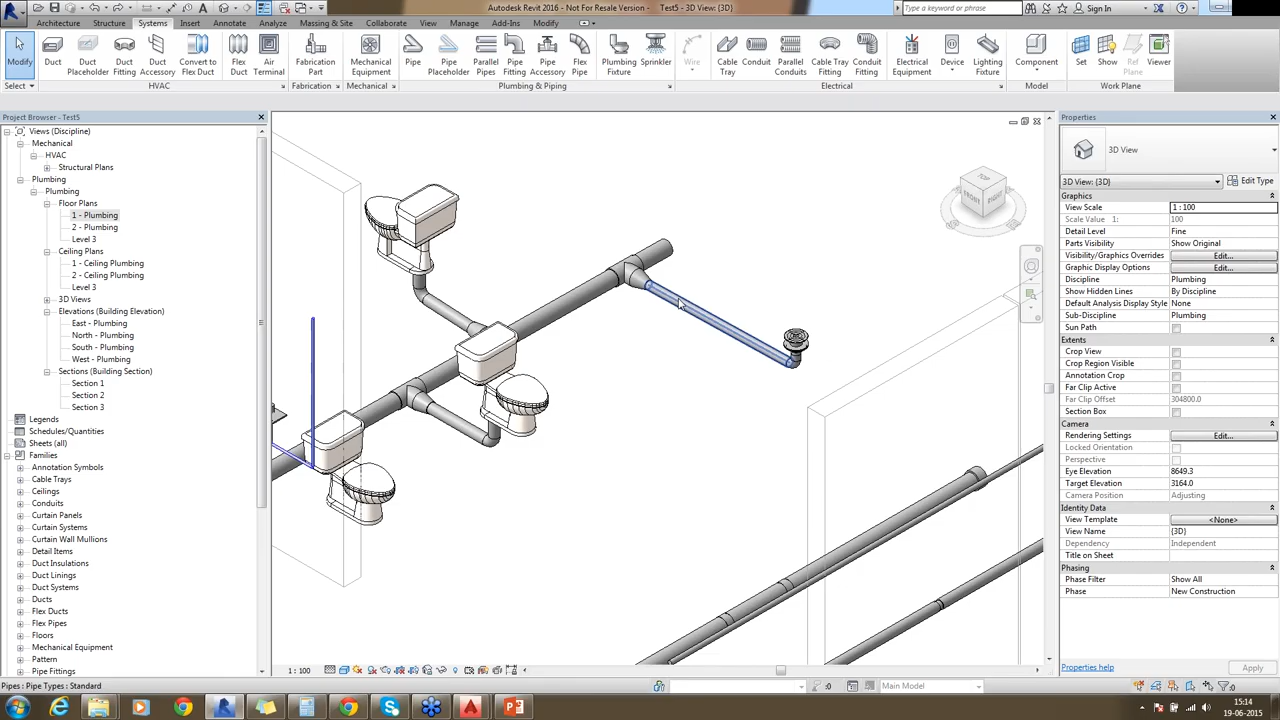 Autodesk Revit 2016 - Not For Resale Version - Test5 - 3D View: {3D}
Type a keyword or phrase
Sign In
Architecture Structure Systems Insert Annotate Analyze Massing & Site Collaborate View Manage Add-Ins Modify
Modify
Duct
Duct Placeholder
Duct Fitting
Duct Accessory
Convert to Flex Duct
Flex Duct
Air Terminal
Fabrication Part
Mechanical Equipment
Pipe
Pipe Placeholder
Parallel Pipes
Pipe Fitting
Pipe Accessory
Flex Pipe
Plumbing Fixture
Sprinkler
Wire
Cable Tray
Conduit
Parallel Conduits
Cable Tray Fitting
Conduit Fitting
Electrical Equipment
Device
Lighting Fixture
Component
Set
Show
Ref Plane
Viewer
Select HVAC Fabrication Mechanical Plumbing & Piping Electrical Model Work Plane
Project Browser - Test5
Views (Discipline)
Mechanical
HVAC
Structural Plans
Plumbing
Plumbing
Floor Plans
1 - Plumbing
2 - Plumbing
Level 3
Ceiling Plans
1 - Ceiling Plumbing
2 - Ceiling Plumbing
Level 3
3D Views
Elevations (Building Elevation)
East - Plumbing
North - Plumbing
South - Plumbing
West - Plumbing
Sections (Building Section)
Section 1
Section 2
Section 3
Legends
Schedules/Quantities
Sheets (all)
Families
Annotation Symbols
Cable Trays
Ceilings
Conduits
Curtain Panels
Curtain Systems
Curtain Wall Mullions
Detail Items
Duct Insulations
Duct Linings
Duct Systems
Ducts
Flex Ducts
Flex Pipes
Floors
Mechanical Equipment
Pattern
Pipe Fittings
TOP
FRONT
RIGHT
Properties
3D View
3D View: {3D} Edit Type
Graphics
View Scale 1 : 100
Scale Value 1: 100
Detail Level Fine
Parts Visibility Show Original
Visibility/Graphics Overrides Edit...
Graphic Display Options Edit...
Discipline Plumbing
Show Hidden Lines By Discipline
Default Analysis Display Style None
Sub-Discipline Plumbing
Sun Path
Extents
Crop View
Crop Region Visible
Annotation Crop
Far Clip Active
Far Clip Offset 304800.0
Section Box
Camera
Rendering Settings Edit...
Locked Orientation
Perspective
Eye Elevation 8649.3
Target Elevation 3164.0
Camera Position Adjusting
Identity Data
View Template <None>
View Name {3D}
Dependency Independent
Title on Sheet
Phasing
Phase Filter Show All
Phase New Construction
Properties help Apply
1 : 100
Pipes : Pipe Types : Standard
:0
Main Model
:0
15:14
19-06-2015